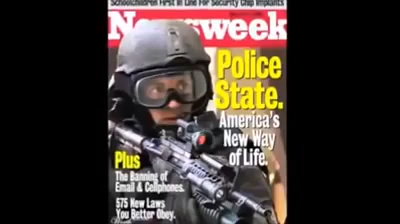 Schoolchildren First in Line For Security Chip Implants
Newsweek
Police
State.
America's
New Way
of Life.
Plus
The Banning of
Email & Cellphones.
575 New Laws
You Better Obey.